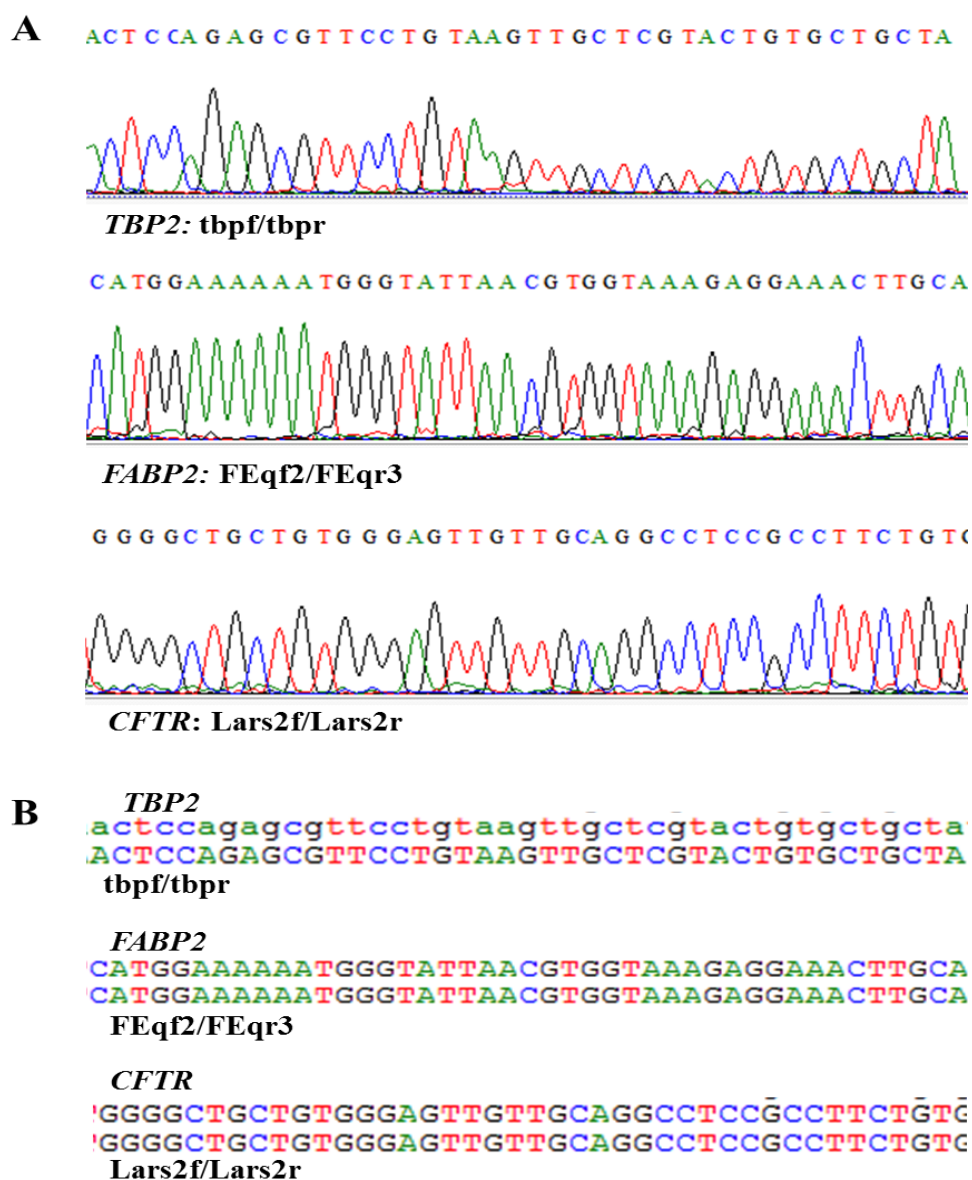 A
ACTCCAGAGCGTTCCTGTAAGTTGCTCGTACTGTGCTGCTA
TBP2: tbpf/tbpr
CATGGAAAAAATGGGTATTAACGTGGTAAAGAGGAAACTTGCA
FABP2: FEqf2/FEqr3
GGGGCTGCTGTGGGAGTTGTTGCAGGCCTCCGCCTTCTGTG
CFTR: Lars2f/Lars2r
B
TBP2
actccagagcgttcctgtaagttgctcgtactgtgctgcta
ACTCCAGAGCGTTCCTGTAAGTTGCTCGTACTGTGCTGCTA
tbpf/tbpr
FABP2
CATGGAAAAAATGGGTATTAACGTGGTAAAGAGGAAACTTGCA
CATGGAAAAAATGGGTATTAACGTGGTAAAGAGGAAACTTGCA
FEqf2/FEqr3
CFTR
GGGGCTGCTGTGGGAGTTGTTGCAGGCCTCCGCCTTCTGTG
GGGGCTGCTGTGGGAGTTGTTGCAGGCCTCCGCCTTCTGTG
Lars2f/Lars2r